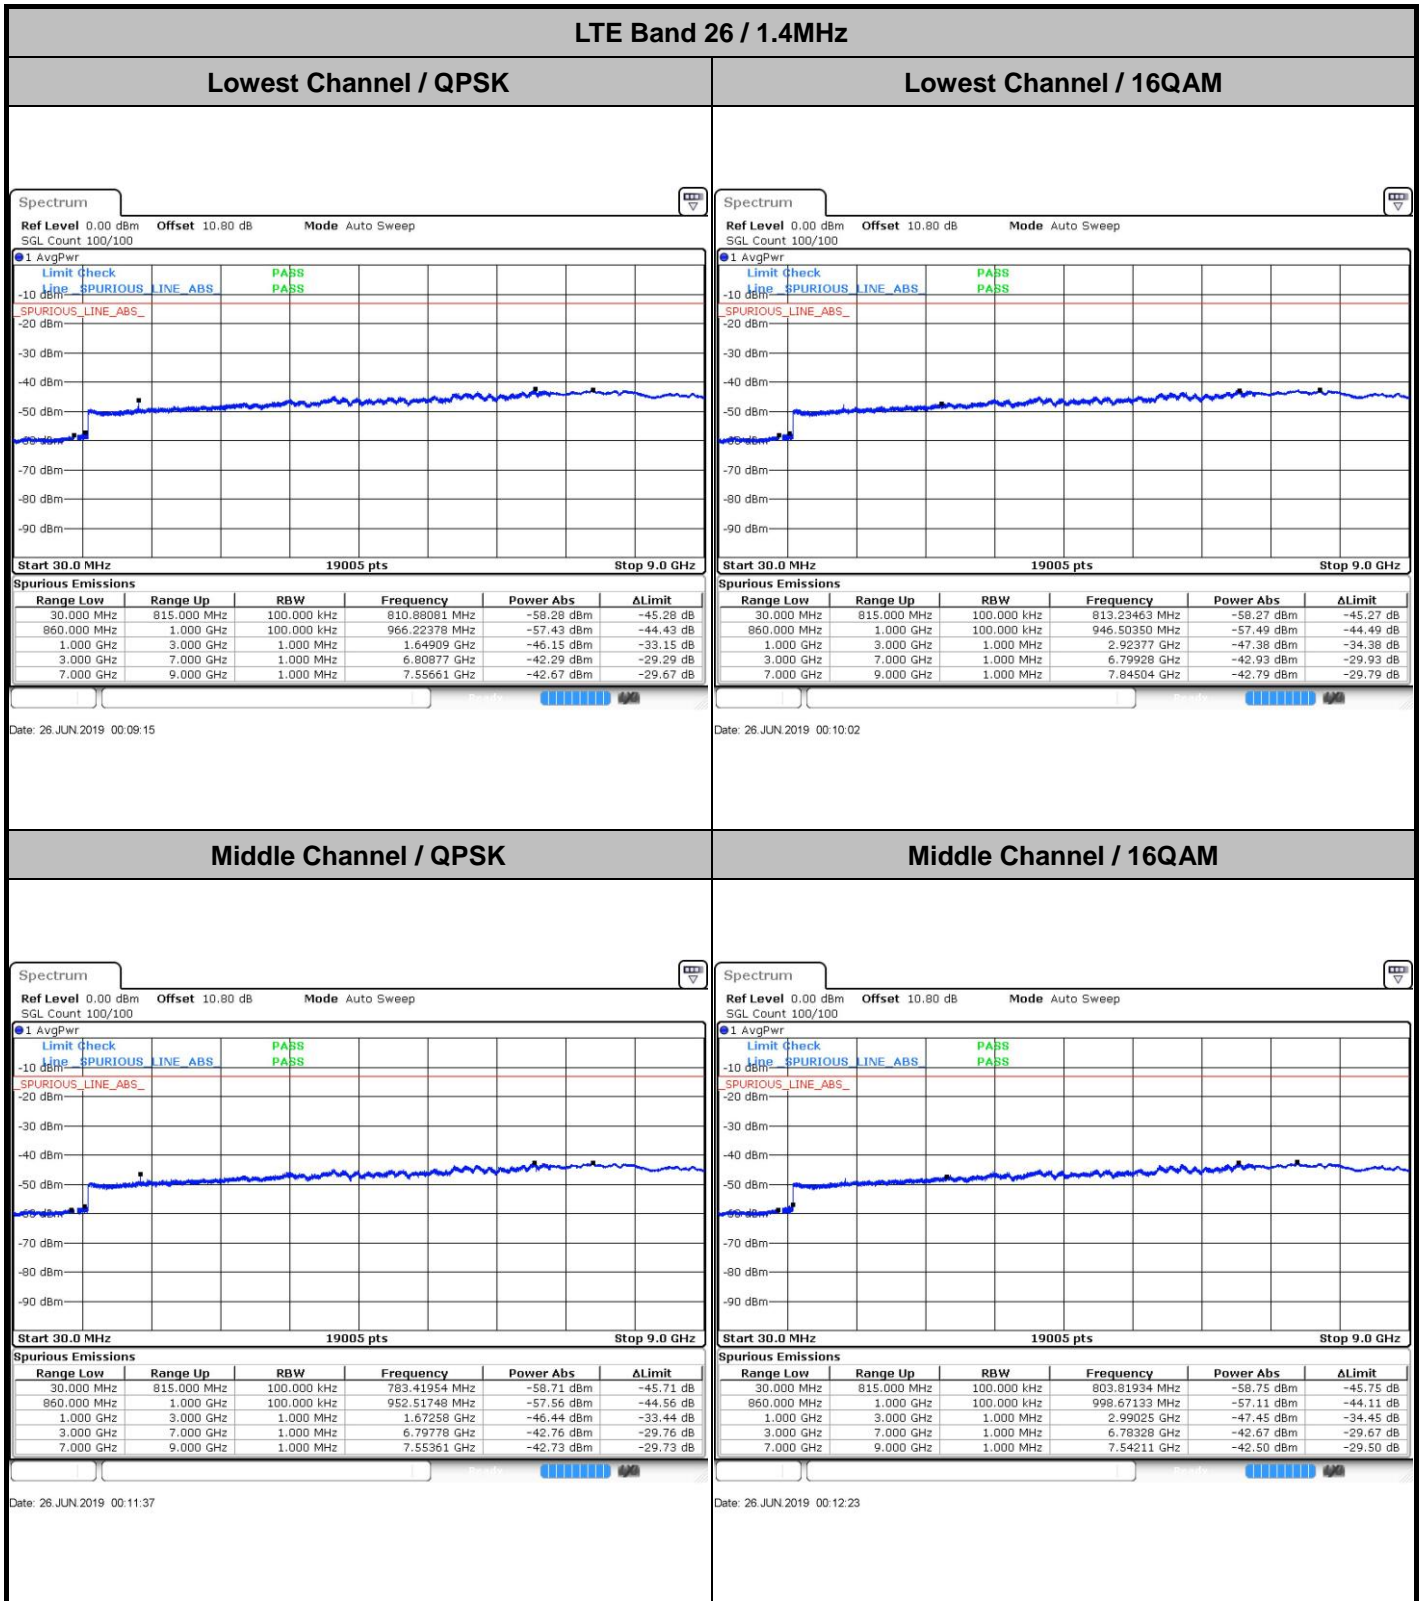 LTE Band 26 / 1.4MHz
Lowest Channel / QPSK
Lowest Channel / 16QAM
Spectrum
Ref Level 0.00 dBm Offset 10.80 dB Mode Auto Sweep
SGL Count 100/100
1 AvgPwr
Limit Check PASS
Line _SPURIOUS_LINE_ABS_ PASS
-10 dBm
_SPURIOUS_LINE_ABS_
-20 dBm
-30 dBm
-40 dBm
-50 dBm
-60 dBm
-70 dBm
-80 dBm
-90 dBm
Start 30.0 MHz 19005 pts Stop 9.0 GHz
Spurious Emissions
Range Low Range Up RBW Frequency Power Abs ΔLimit
30.000 MHz 815.000 MHz 100.000 kHz 810.88081 MHz -58.28 dBm -45.28 dB
860.000 MHz 1.000 GHz 100.000 kHz 966.22378 MHz -57.43 dBm -44.43 dB
1.000 GHz 3.000 GHz 1.000 MHz 1.64909 GHz -46.15 dBm -33.15 dB
3.000 GHz 7.000 GHz 1.000 MHz 6.80877 GHz -42.29 dBm -29.29 dB
7.000 GHz 9.000 GHz 1.000 MHz 7.55661 GHz -42.67 dBm -29.67 dB
Date: 26.JUN.2019 00:09:15
Spectrum
Ref Level 0.00 dBm Offset 10.80 dB Mode Auto Sweep
SGL Count 100/100
1 AvgPwr
Limit Check PASS
Line _SPURIOUS_LINE_ABS_ PASS
-10 dBm
_SPURIOUS_LINE_ABS_
-20 dBm
-30 dBm
-40 dBm
-50 dBm
-60 dBm
-70 dBm
-80 dBm
-90 dBm
Start 30.0 MHz 19005 pts Stop 9.0 GHz
Spurious Emissions
Range Low Range Up RBW Frequency Power Abs ΔLimit
30.000 MHz 815.000 MHz 100.000 kHz 813.23463 MHz -58.27 dBm -45.27 dB
860.000 MHz 1.000 GHz 100.000 kHz 946.50350 MHz -57.49 dBm -44.49 dB
1.000 GHz 3.000 GHz 1.000 MHz 2.92377 GHz -47.38 dBm -34.38 dB
3.000 GHz 7.000 GHz 1.000 MHz 6.79928 GHz -42.93 dBm -29.93 dB
7.000 GHz 9.000 GHz 1.000 MHz 7.84504 GHz -42.79 dBm -29.79 dB
Date: 26.JUN.2019 00:10:02
Middle Channel / QPSK
Middle Channel / 16QAM
Spectrum
Ref Level 0.00 dBm Offset 10.80 dB Mode Auto Sweep
SGL Count 100/100
1 AvgPwr
Limit Check PASS
Line _SPURIOUS_LINE_ABS_ PASS
-10 dBm
_SPURIOUS_LINE_ABS_
-20 dBm
-30 dBm
-40 dBm
-50 dBm
-60 dBm
-70 dBm
-80 dBm
-90 dBm
Start 30.0 MHz 19005 pts Stop 9.0 GHz
Spurious Emissions
Range Low Range Up RBW Frequency Power Abs ΔLimit
30.000 MHz 815.000 MHz 100.000 kHz 783.41954 MHz -58.71 dBm -45.71 dB
860.000 MHz 1.000 GHz 100.000 kHz 952.51748 MHz -57.56 dBm -44.56 dB
1.000 GHz 3.000 GHz 1.000 MHz 1.67258 GHz -46.44 dBm -33.44 dB
3.000 GHz 7.000 GHz 1.000 MHz 6.79778 GHz -42.76 dBm -29.76 dB
7.000 GHz 9.000 GHz 1.000 MHz 7.55361 GHz -42.73 dBm -29.73 dB
Date: 26.JUN.2019 00:11:37
Spectrum
Ref Level 0.00 dBm Offset 10.80 dB Mode Auto Sweep
SGL Count 100/100
1 AvgPwr
Limit Check PASS
Line _SPURIOUS_LINE_ABS_ PASS
-10 dBm
_SPURIOUS_LINE_ABS_
-20 dBm
-30 dBm
-40 dBm
-50 dBm
-60 dBm
-70 dBm
-80 dBm
-90 dBm
Start 30.0 MHz 19005 pts Stop 9.0 GHz
Spurious Emissions
Range Low Range Up RBW Frequency Power Abs ΔLimit
30.000 MHz 815.000 MHz 100.000 kHz 803.81934 MHz -58.75 dBm -45.75 dB
860.000 MHz 1.000 GHz 100.000 kHz 998.67133 MHz -57.11 dBm -44.11 dB
1.000 GHz 3.000 GHz 1.000 MHz 2.99025 GHz -47.45 dBm -34.45 dB
3.000 GHz 7.000 GHz 1.000 MHz 6.78328 GHz -42.67 dBm -29.67 dB
7.000 GHz 9.000 GHz 1.000 MHz 7.54211 GHz -42.50 dBm -29.50 dB
Date: 26.JUN.2019 00:12:23